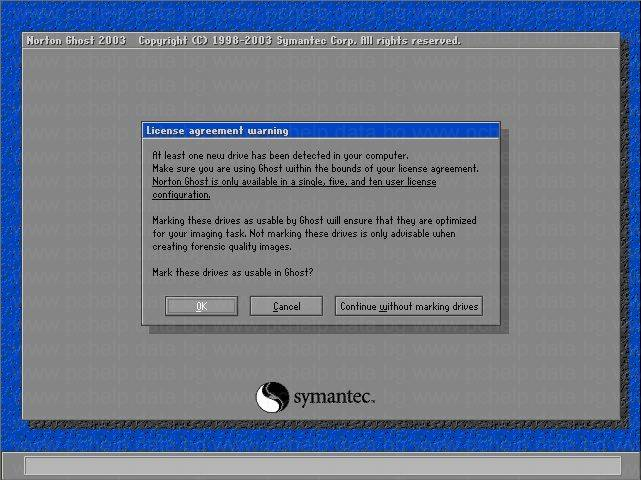 Norton Ghost 2003 Copyright (C) 1998-2003 Symantec Corp. All rights reserved.
License agreement warning
At least one new drive has been detected in your computer.
Make sure you are using Ghost within the bounds of your license agreement.
Norton Ghost is only available in a single, five, and ten user license
configuration.
Marking these drives as usable by Ghost will ensure that they are optimized
for your imaging task. Not marking these drives is only advisable when
creating forensic quality images.
Mark these drives as usable in Ghost?
OK Cancel Continue without marking drives
symantec™